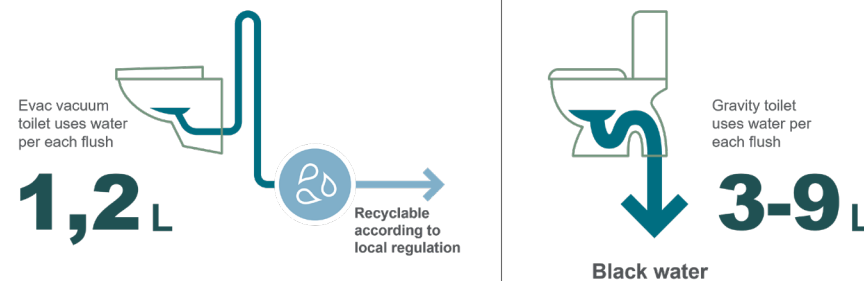 Evac vacuum
toilet uses water
per each flush
1,2 L
Recyclable
according to
local regulation
Gravity toilet
uses water per
each flush
3-9 L
Black water